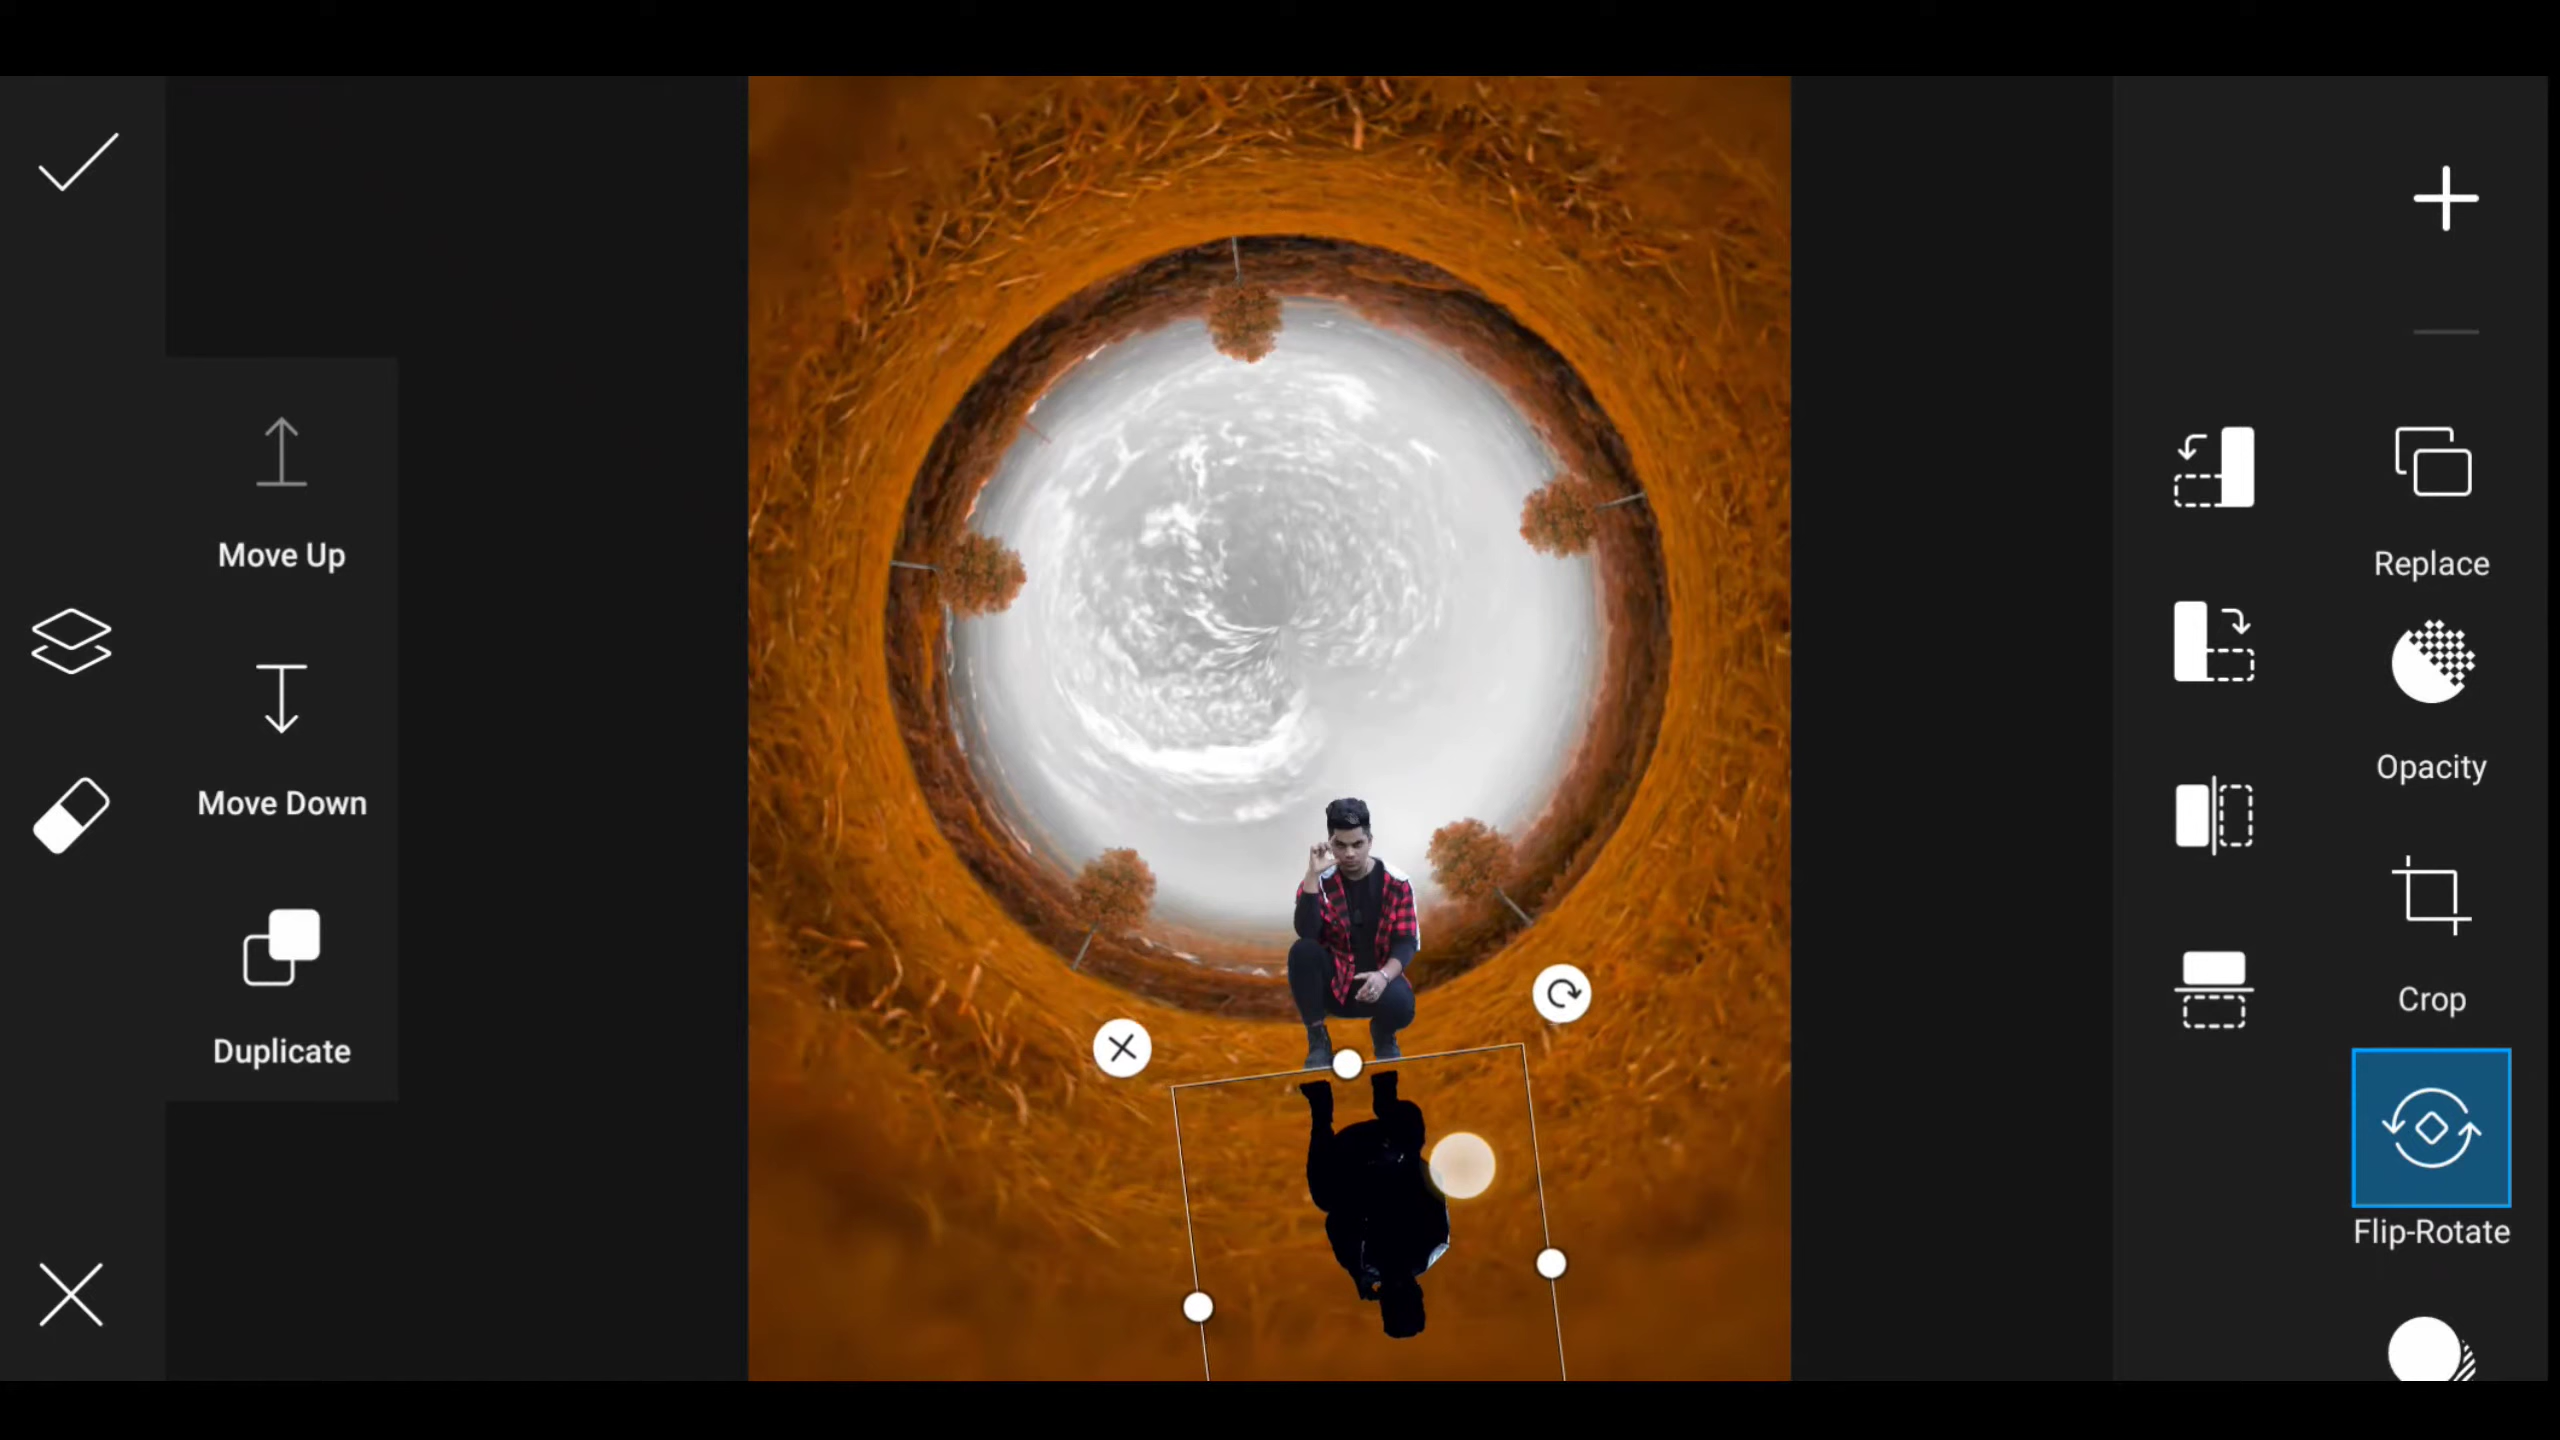 Move Up
Move Down
Duplicate
Replace
Opacity
Crop
Flip-Rotate